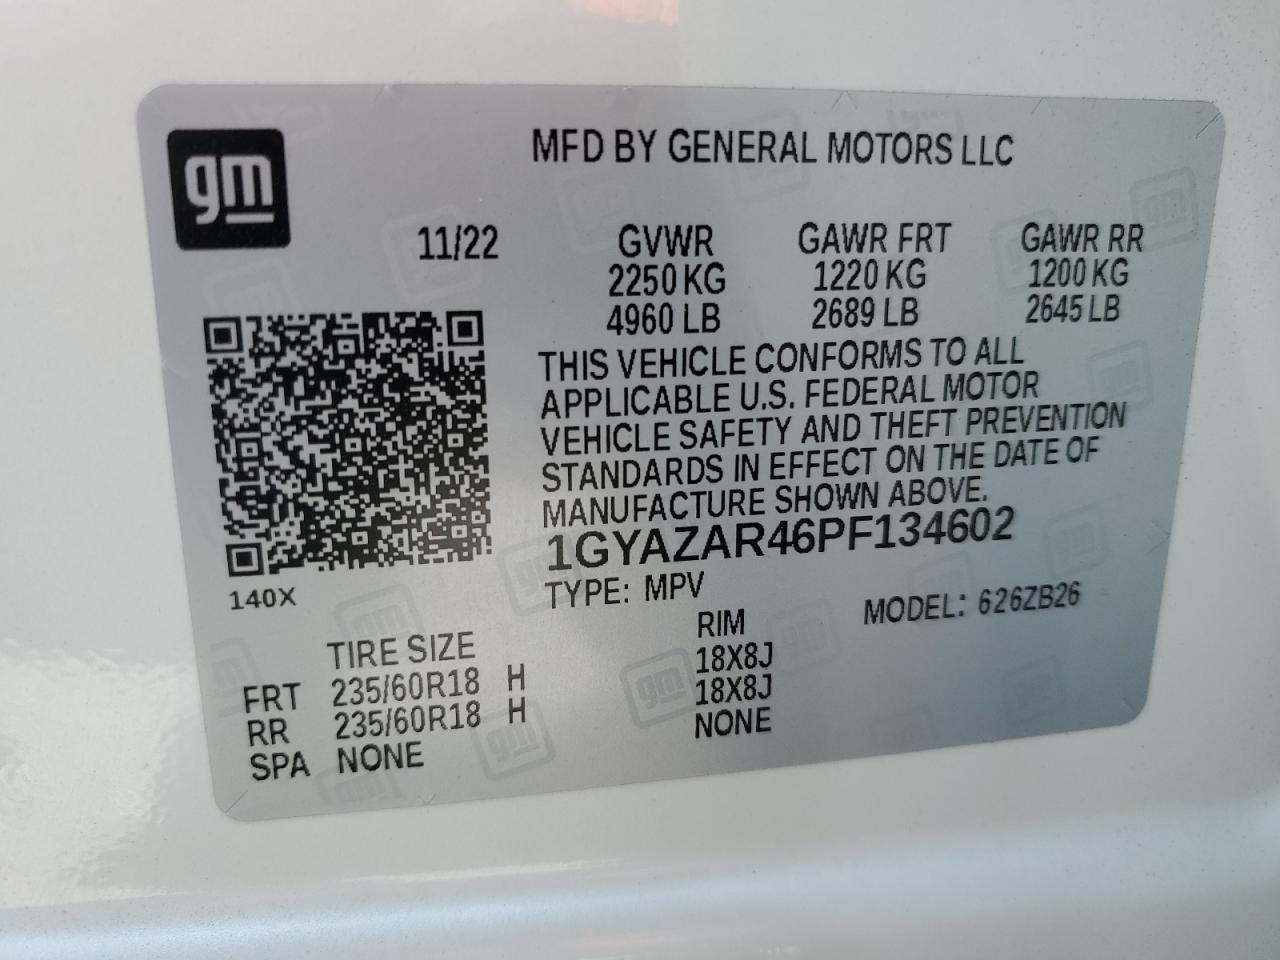 gm
MFD BY GENERAL MOTORS LLC
11/22
GVWR GAWR FRT GAWR RR
2250 KG 1220 KG 1200 KG
4960 LB 2689 LB 2645 LB
THIS VEHICLE CONFORMS TO ALL
APPLICABLE U.S. FEDERAL MOTOR
VEHICLE SAFETY AND THEFT PREVENTION
STANDARDS IN EFFECT ON THE DATE OF
MANUFACTURE SHOWN ABOVE.
1GYAZAR46PF134602
140X
TYPE: MPV MODEL: 626ZB26
TIRE SIZE RIM
FRT 235/60R18 H 18X8J
RR 235/60R18 H 18X8J
SPA NONE NONE